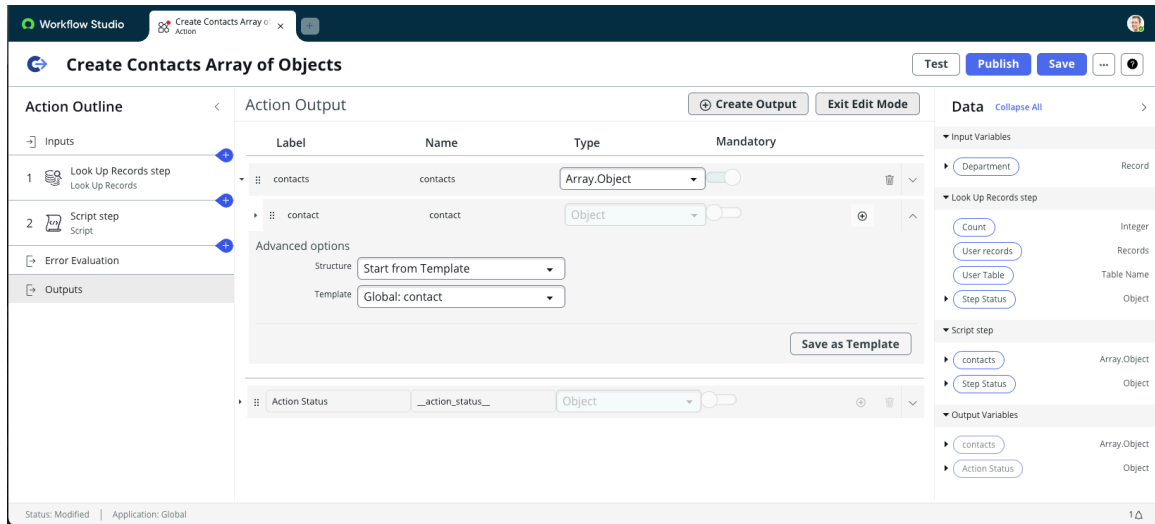 Workflow Studio
Create Contacts Array of
Action
Create Contacts Array of Objects
Test
Publish
Save
Action Outline
Inputs
1
Look Up Records step
Look Up Records
2
Script step
Script
Error Evaluation
Outputs
Action Output
Create Output
Exit Edit Mode
Label Name Type Mandatory
contacts contacts Array.Object
contact contact Object
Advanced options
Structure Start from Template
Template Global: contact
Save as Template
Action Status __action_status__ Object
Data Collapse All
Input Variables
Department Record
Look Up Records step
Count Integer
User records Records
User Table Table Name
Step Status Object
Script step
contacts Array.Object
Step Status Object
Output Variables
contacts Array.Object
Action Status Object
Status: Modified | Application: Global
1